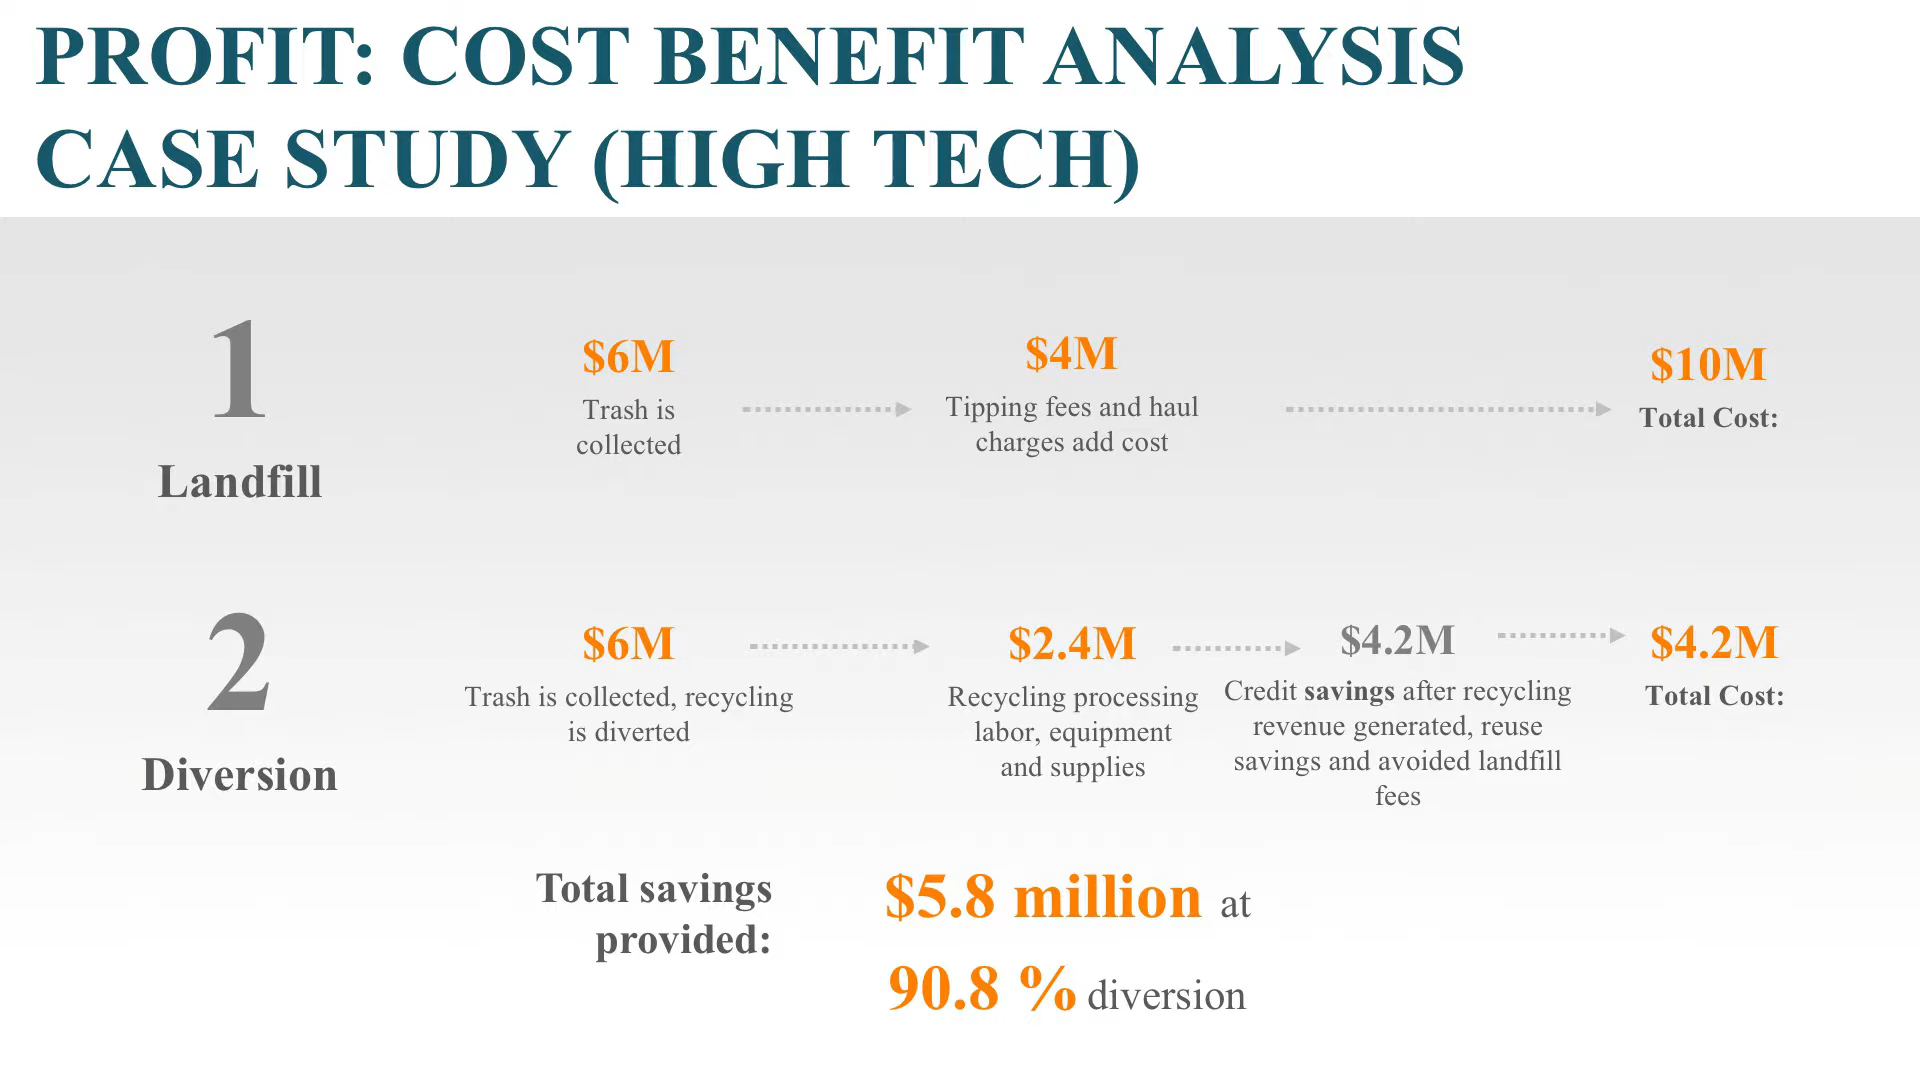 PROFIT: COST BENEFIT ANALYSIS
CASE STUDY (HIGH TECH)
1
Landfill
$6M
Trash is
collected
$4M
Tipping fees and haul
charges add cost
$10M
Total Cost:
2
Diversion
$6M
Trash is collected, recycling
is diverted
$2.4M
Recycling processing
labor, equipment
and supplies
$4.2M
Credit savings after recycling
revenue generated, reuse
savings and avoided landfill
fees
$4.2M
Total Cost:
Total savings
provided:
$5.8 million at
90.8 % diversion